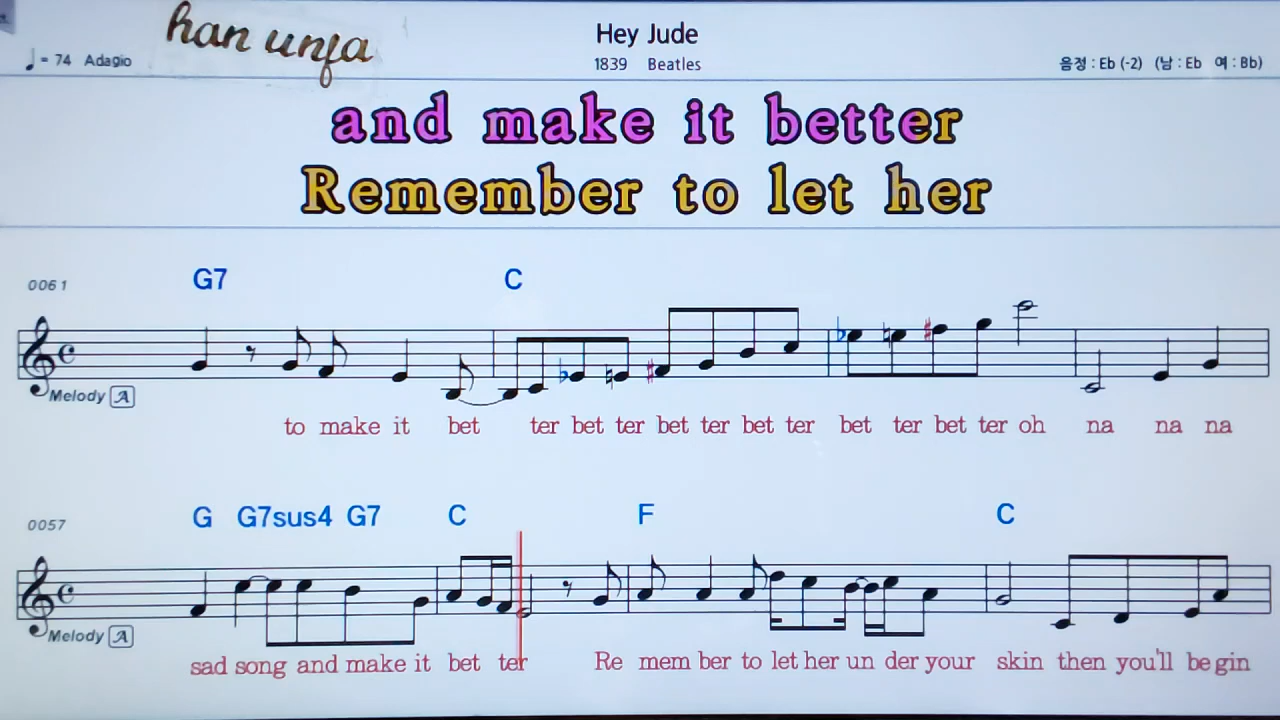 han unfa
Hey Jude
♩= 74 Adagio
1839 Beatles
음정 : Eb (-2) (남 : Eb 여 : Bb)
and make it better
Remember to let her
0061
G7 C
Melody A
to make it bet ter bet ter bet ter bet ter bet ter bet ter oh na na na
0057
G G7sus4 G7 C F C
Melody A
sad song and make it bet ter Re mem ber to let her un der your skin then you'll be gin